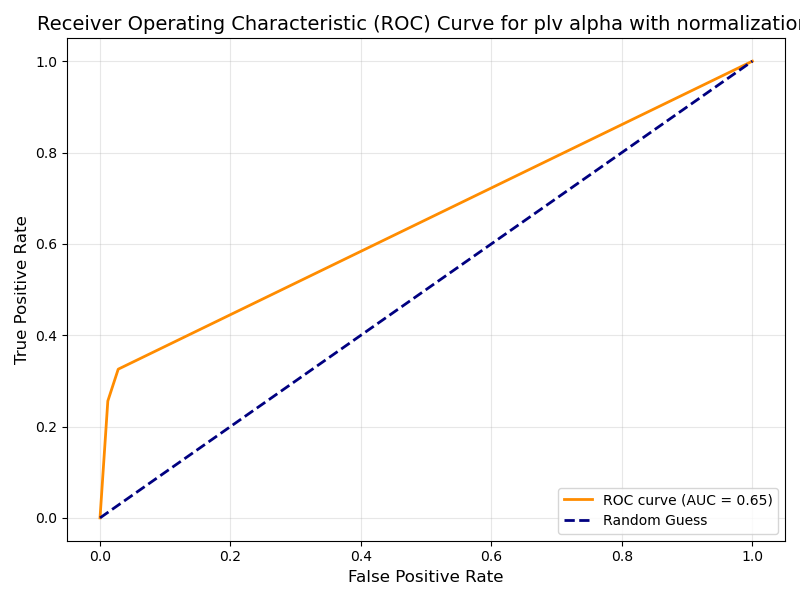 Receiver Operating Characteristic (ROC) Curve for plv alpha with normalization
1.0
0.8
0.6
0.4
0.2
0.0
True Positive Rate
0.0 0.2 0.4 0.6 0.8 1.0
False Positive Rate
ROC curve (AUC = 0.65)
Random Guess